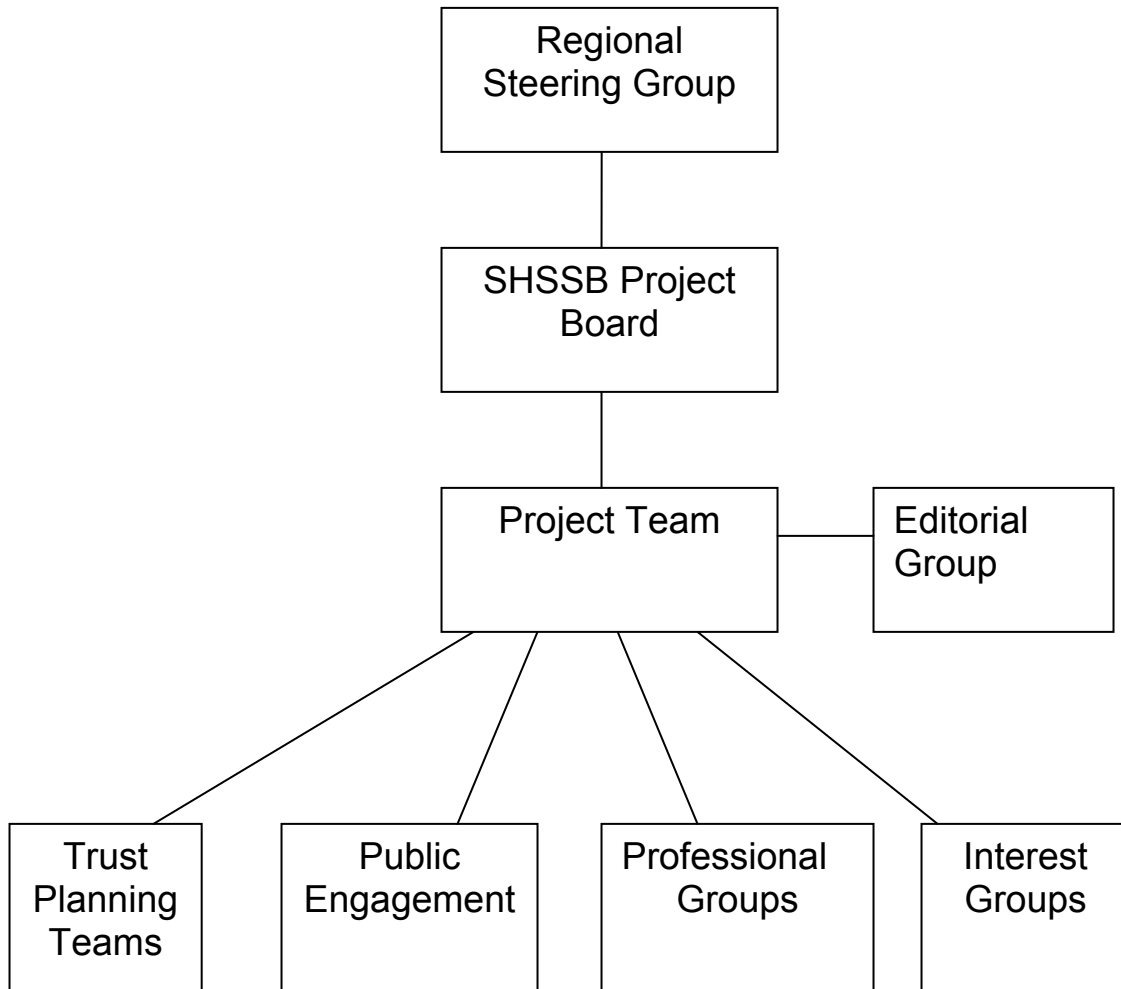 Regional
Steering Group
SHSSB Project
Board
Project Team
Editorial
Group
Trust
Planning
Teams
Public
Engagement
Professional
Groups
Interest
Groups